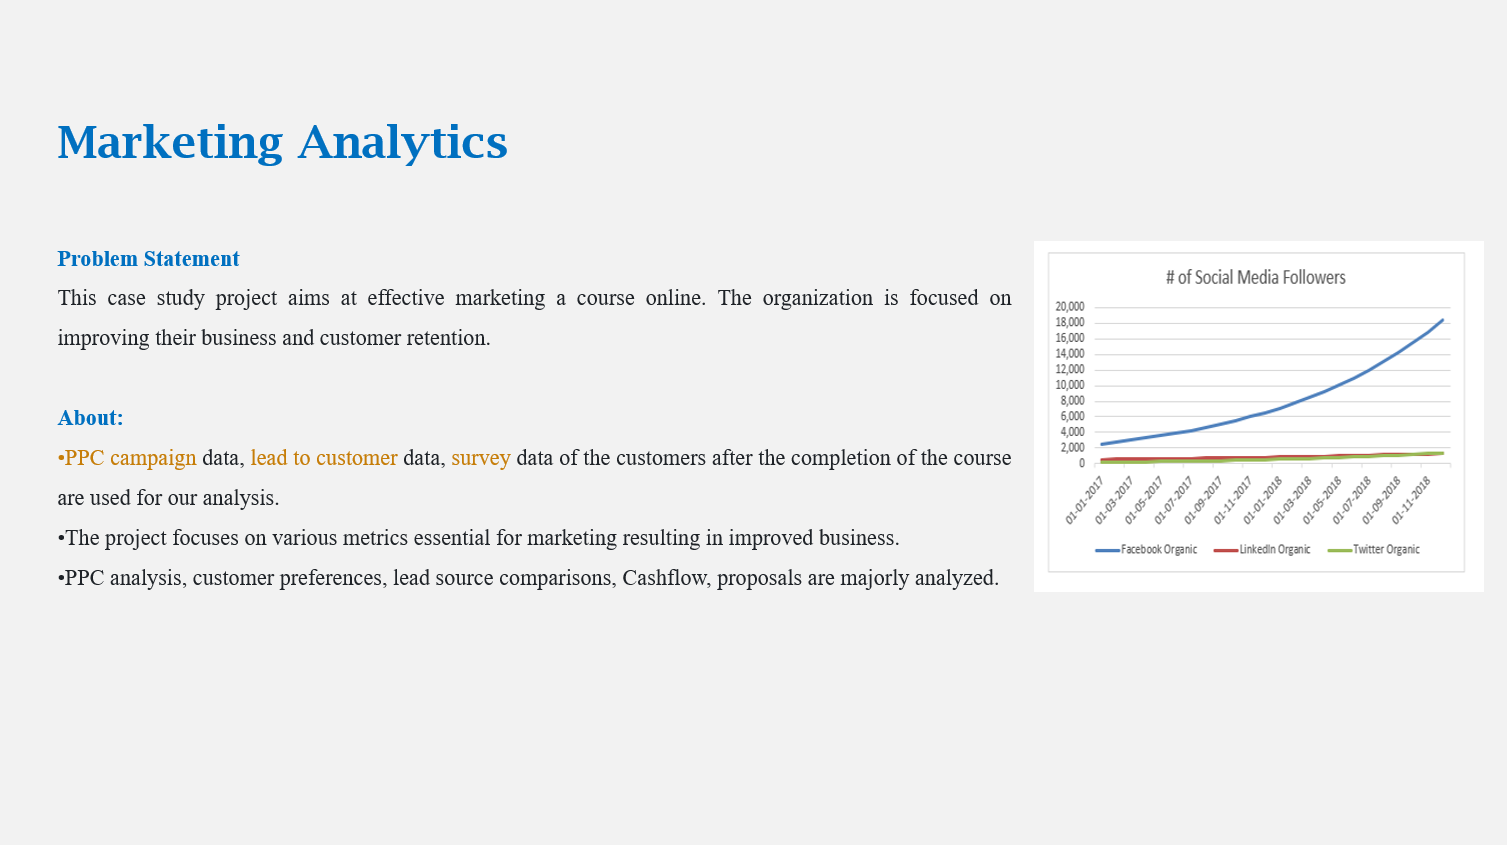 Marketing Analytics
Problem Statement
This case study project aims at effective marketing a course online. The organization is focused on
improving their business and customer retention.
About:
•PPC campaign data, lead to customer data, survey data of the customers after the completion of the course
are used for our analysis.
•The project focuses on various metrics essential for marketing resulting in improved business.
•PPC analysis, customer preferences, lead source comparisons, Cashflow, proposals are majorly analyzed.
# of Social Media Followers
20,000
18,000
16,000
14,000
12,000
10,000
8,000
6,000
4,000
2,000
0
01-01-2017
01-03-2017
01-05-2017
01-07-2017
01-09-2017
01-11-2017
01-01-2018
01-03-2018
01-05-2018
01-07-2018
01-09-2018
01-11-2018
Facebook Organic
LinkedIn Organic
Twitter Organic